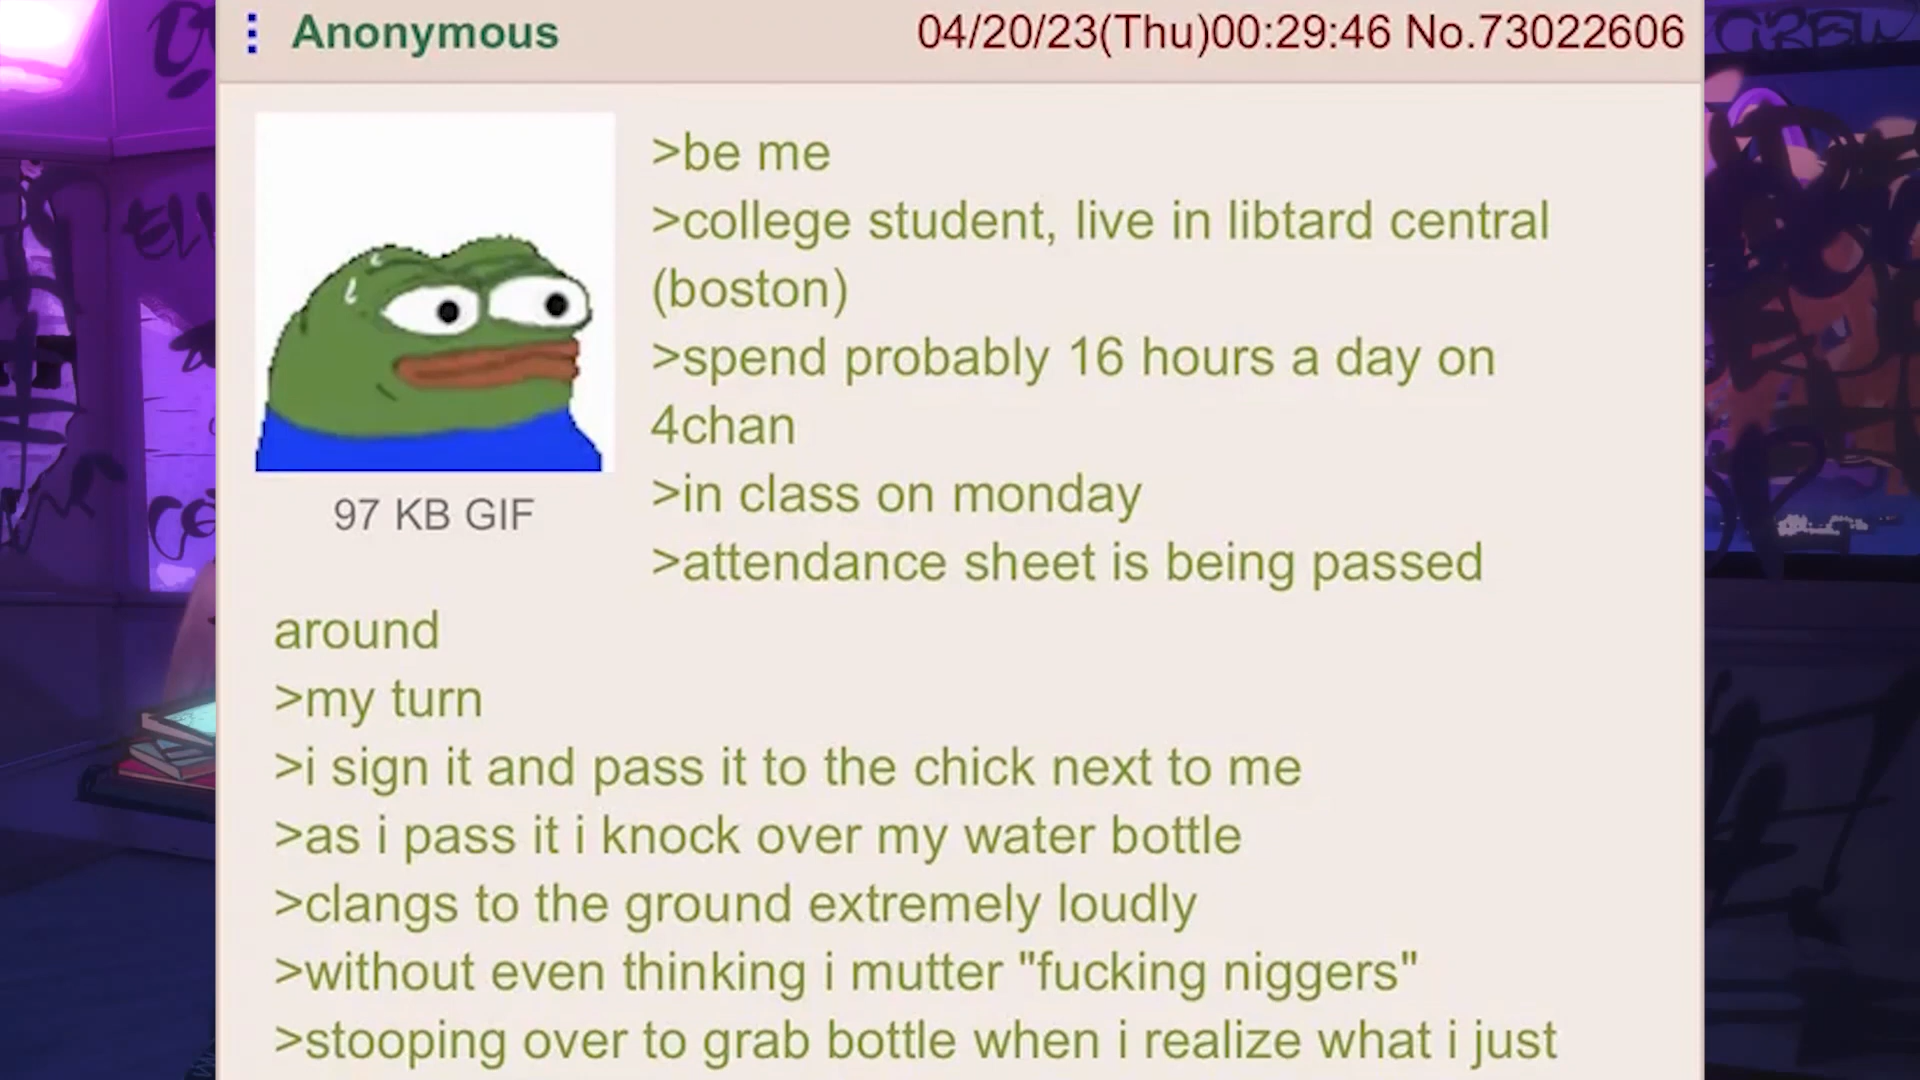 Anonymous 04/20/23(Thu)00:29:46 No.73022606
>be me
>college student, live in libtard central
(boston)
>spend probably 16 hours a day on
4chan
97 KB GIF
>in class on monday
>attendance sheet is being passed
around
>my turn
>i sign it and pass it to the chick next to me
>as i pass it i knock over my water bottle
>clangs to the ground extremely loudly
>without even thinking i mutter "fucking niggers"
>stooping over to grab bottle when i realize what i just